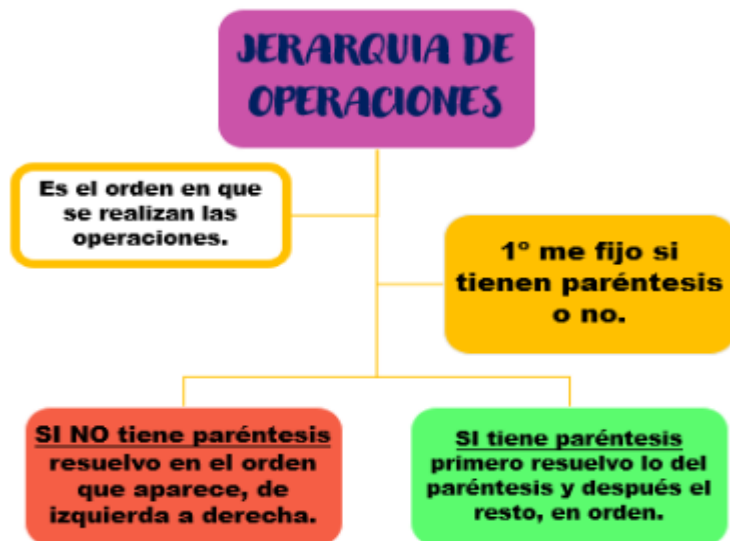 JERARQUIA DE
OPERACIONES
Es el orden en que
se realizan las
operaciones.
1º me fijo si
tienen paréntesis
o no.
SI NO tiene paréntesis
resuelvo en el orden
que aparece, de
izquierda a derecha.
SI tiene paréntesis
primero resuelvo lo del
paréntesis y después el
resto, en orden.